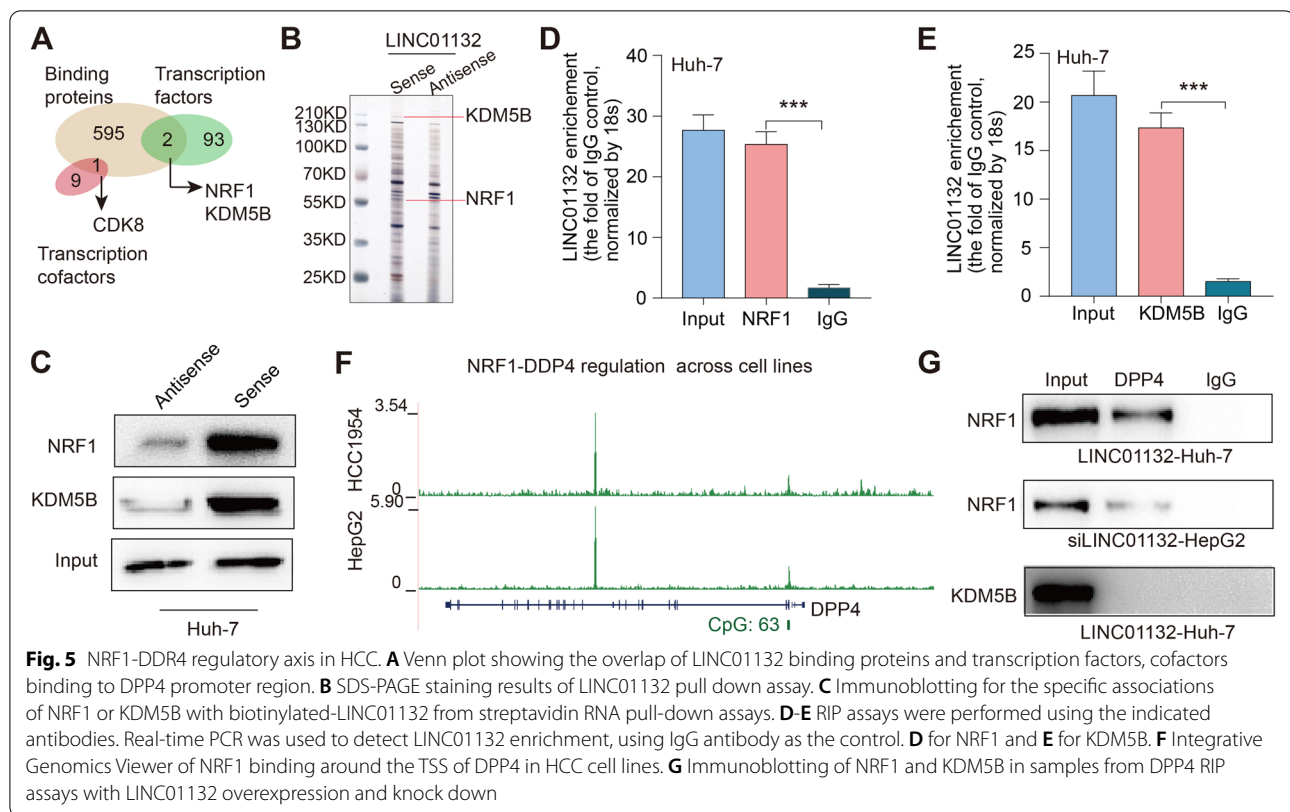 A
Binding
proteins
Transcription
factors
595
2
93
1
9
NRF1
KDM5B
CDK8
Transcription
cofactors
B
LINC01132
Sense
Antisense
210KD
130KD
100KD
70KD
55KD
35KD
25KD
KDM5B
NRF1
D
Huh-7
LINC01132 enrichement
(the fold of IgG control,
normalized by 18s)
40
30
20
10
0
***
Input
NRF1
IgG
E
Huh-7
LINC01132 enrichement
(the fold of IgG control,
normalized by 18s)
25
20
15
10
5
0
***
Input
KDM5B
IgG
C
Antisense
Sense
NRF1
KDM5B
Input
Huh-7
F
NRF1-DDP4 regulation across cell lines
3.54
HCC1954
0
5.90
HepG2
0
DPP4
CpG: 63
G
Input
DPP4
IgG
NRF1
LINC01132-Huh-7
NRF1
siLINC01132-HepG2
KDM5B
LINC01132-Huh-7
Fig. 5 NRF1-DDR4 regulatory axis in HCC. A Venn plot showing the overlap of LINC01132 binding proteins and transcription factors, cofactors
binding to DPP4 promoter region. B SDS-PAGE staining results of LINC01132 pull down assay. C Immunoblotting for the specific associations
of NRF1 or KDM5B with biotinylated-LINC01132 from streptavidin RNA pull-down assays. D-E RIP assays were performed using the indicated
antibodies. Real-time PCR was used to detect LINC01132 enrichment, using IgG antibody as the control. D for NRF1 and E for KDM5B. F Integrative
Genomics Viewer of NRF1 binding around the TSS of DPP4 in HCC cell lines. G Immunoblotting of NRF1 and KDM5B in samples from DPP4 RIP
assays with LINC01132 overexpression and knock down